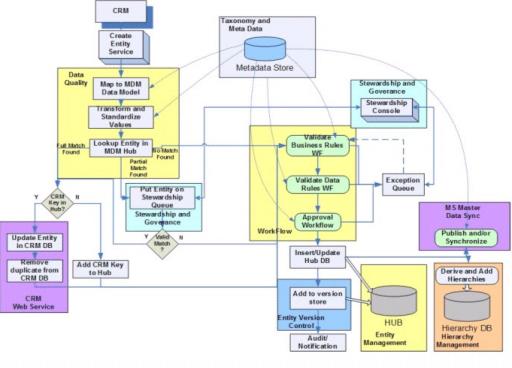 CRM
Create
Entity
Service
Taxonomy and
Meta Data
Metadata Store
Data
Quality
Map to MDM
Data Model
Transform and
Standardize
Values
Lookup Entity in
MDM Hub
Full Match
Found
No Match
Found
Partial
Match
Found
Stewardship and
Goverance
Stewardship
Console
Validate
Business Rules
WF
Validate Data
Rules WF
Approval
Workflow
WorkFlow
Exception
Queue
Y
CRM
Key in
Hub?
N
Put Entity on
Stewardship
Queue
Stewardship and
Goverance
Y
Valid
Match
?
N
MS Master
Data Sync
Publish and/or
Synchronize
Update Entity
in CRM DB
Remove
duplicate from
CRM DB
CRM
Web Service
Add CRM Key
to Hub
Insert/Update
Hub DB
Add to version
store
Entity Version
Control
Audit/
Notification
HUB
Entity
Management
Derive and Add
Hierarchies
Hierarchy DB
Hierarchy
Management